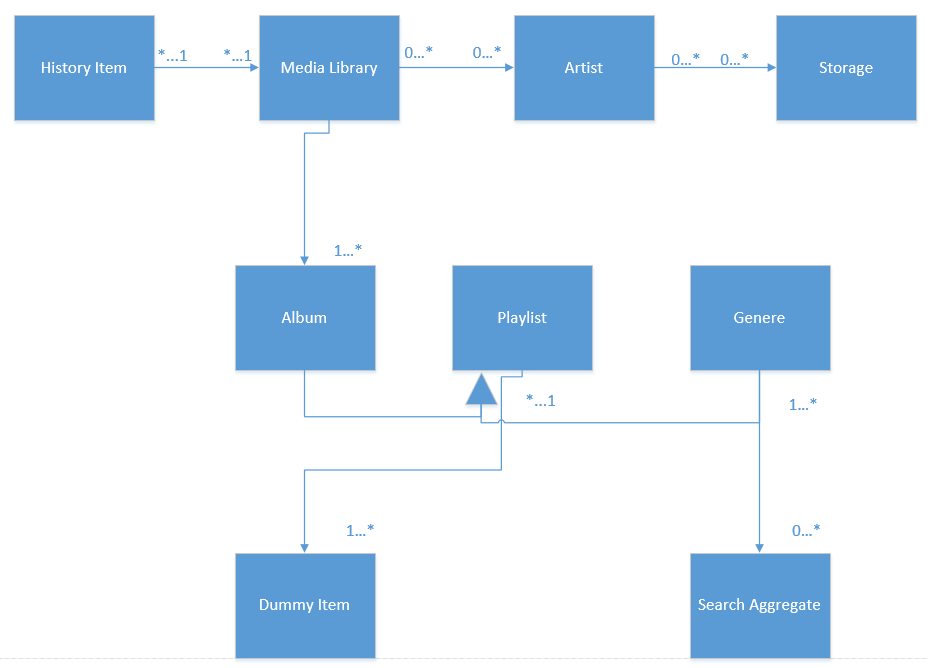 History Item
*...1
*...1
Media Library
0...*
0...*
Artist
0...*
0...*
Storage
1...*
Album
Playlist
Genere
*...1
1...*
1...*
0...*
Dummy Item
Search Aggregate